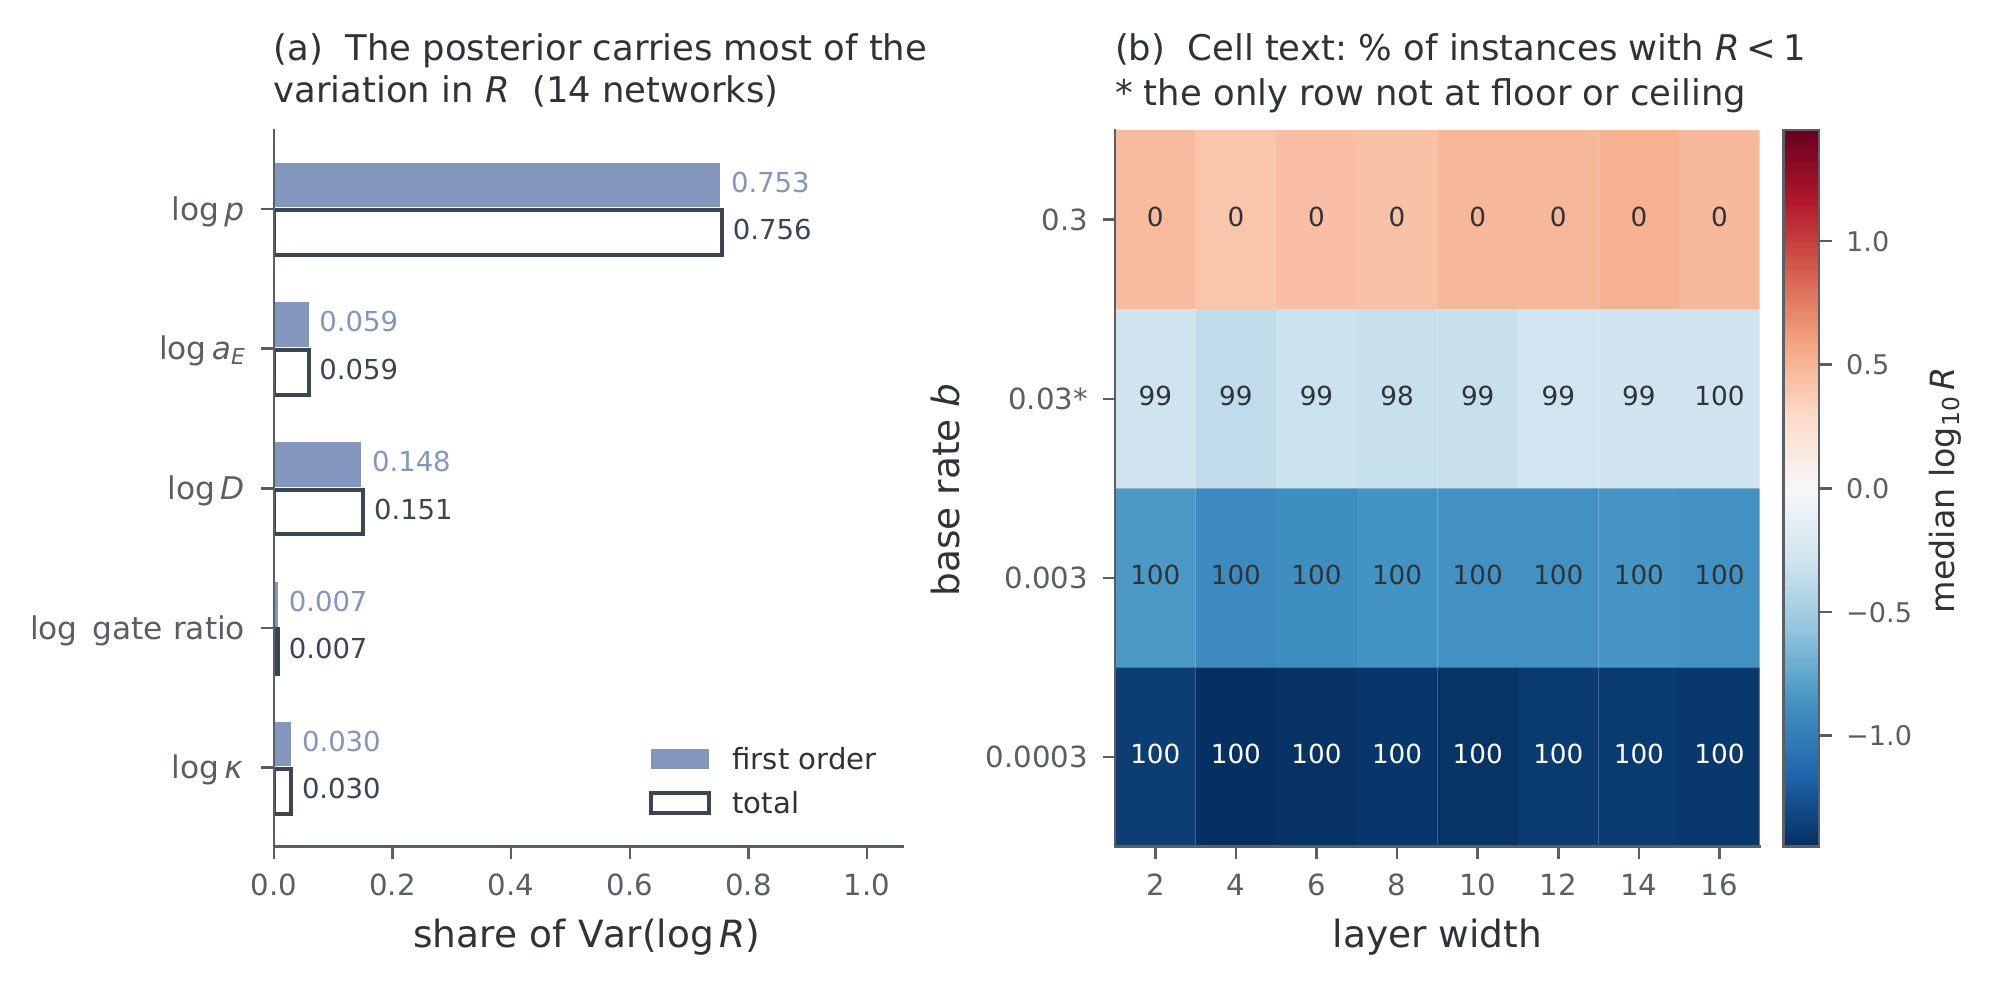 (a) The posterior carries most of the
variation in R (14 networks)
log p
0.753
0.756
log a_E
0.059
0.059
log D
0.148
0.151
log gate ratio
0.007
0.007
log κ
0.030
0.030
first order
total
0.0 0.2 0.4 0.6 0.8 1.0
share of Var(log R)
(b) Cell text: % of instances with R < 1
* the only row not at floor or ceiling
base rate b
0.3 0 0 0 0 0 0 0 0
0.03* 99 99 99 98 99 99 99 100
0.003 100 100 100 100 100 100 100 100
0.0003 100 100 100 100 100 100 100 100
2 4 6 8 10 12 14 16
layer width
1.0
0.5
0.0
−0.5
−1.0
median log₁₀ R